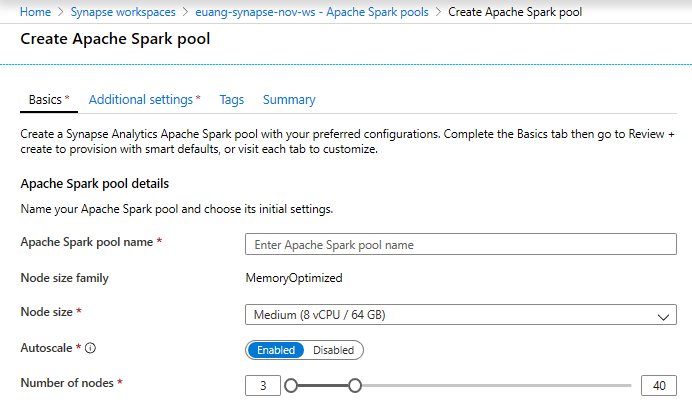 Home > Synapse workspaces > euang-synapse-nov-ws - Apache Spark pools > Create Apache Spark pool
Create Apache Spark pool
Basics * Additional settings * Tags Summary
Create a Synapse Analytics Apache Spark pool with your preferred configurations. Complete the Basics tab then go to Review +
create to provision with smart defaults, or visit each tab to customize.
Apache Spark pool details
Name your Apache Spark pool and choose its initial settings.
Apache Spark pool name * Enter Apache Spark pool name
Node size family MemoryOptimized
Node size * Medium (8 vCPU / 64 GB)
Autoscale * Enabled Disabled
Number of nodes * 3 40